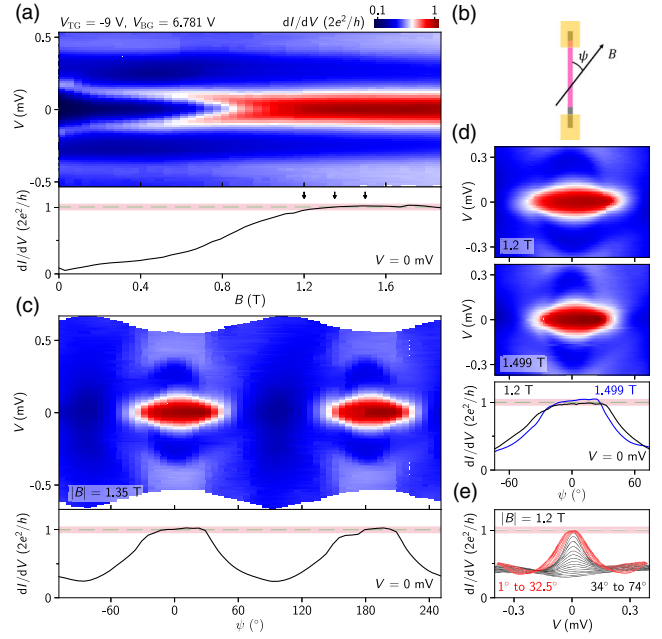 (a)
V_TG = -9 V, V_BG = 6.781 V
dI/dV (2e²/h)
0.1
1
V (mV)
0.5
0
-0.5
dI/dV (2e²/h)
1
0
V = 0 mV
0
0.4
0.8
1.2
1.6
B (T)
(b)
ψ
B
(c)
V (mV)
0.5
0
-0.5
|B| = 1.35 T
dI/dV (2e²/h)
1
0
V = 0 mV
-60
0
60
120
180
240
ψ (°)
(d)
V (mV)
0.3
0
-0.3
1.2 T
V (mV)
0.3
0
-0.3
1.499 T
dI/dV (2e²/h)
1
0
1.2 T
1.499 T
V = 0 mV
-60
0
60
ψ (°)
(e)
|B| = 1.2 T
dI/dV (2e²/h)
1
0.5
0
1° to 32.5°
34° to 74°
-0.4
0
0.4
V (mV)